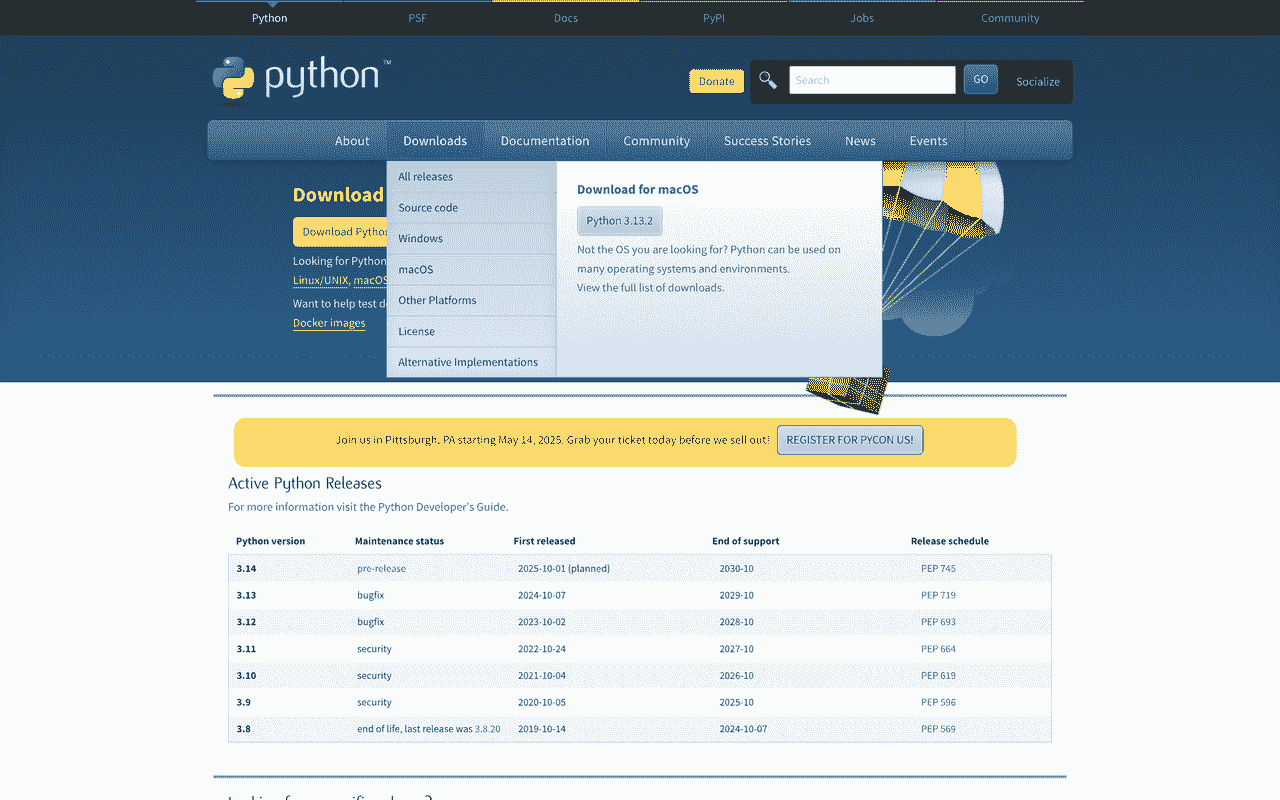 Python PSF Docs PyPI Jobs Community
python™
Donate Search GO Socialize
About Downloads Documentation Community Success Stories News Events
Download
Download Python
Looking for Python
Linux/UNIX, macOS
Want to help test
Docker images
All releases
Source code
Windows
macOS
Other Platforms
License
Alternative Implementations
Download for macOS
Python 3.13.2
Not the OS you are looking for? Python can be used on
many operating systems and environments.
View the full list of downloads.
Join us in Pittsburgh, PA starting May 14, 2025. Grab your ticket today before we sell out! REGISTER FOR PYCON US!
Active Python Releases
For more information visit the Python Developer's Guide.
Python version Maintenance status First released End of support Release schedule
3.14 pre-release 2025-10-01 (planned) 2030-10 PEP 745
3.13 bugfix 2024-10-07 2029-10 PEP 719
3.12 bugfix 2023-10-02 2028-10 PEP 693
3.11 security 2022-10-24 2027-10 PEP 664
3.10 security 2021-10-04 2026-10 PEP 619
3.9 security 2020-10-05 2025-10 PEP 596
3.8 end of life, last release was 3.8.20 2019-10-14 2024-10-07 PEP 569